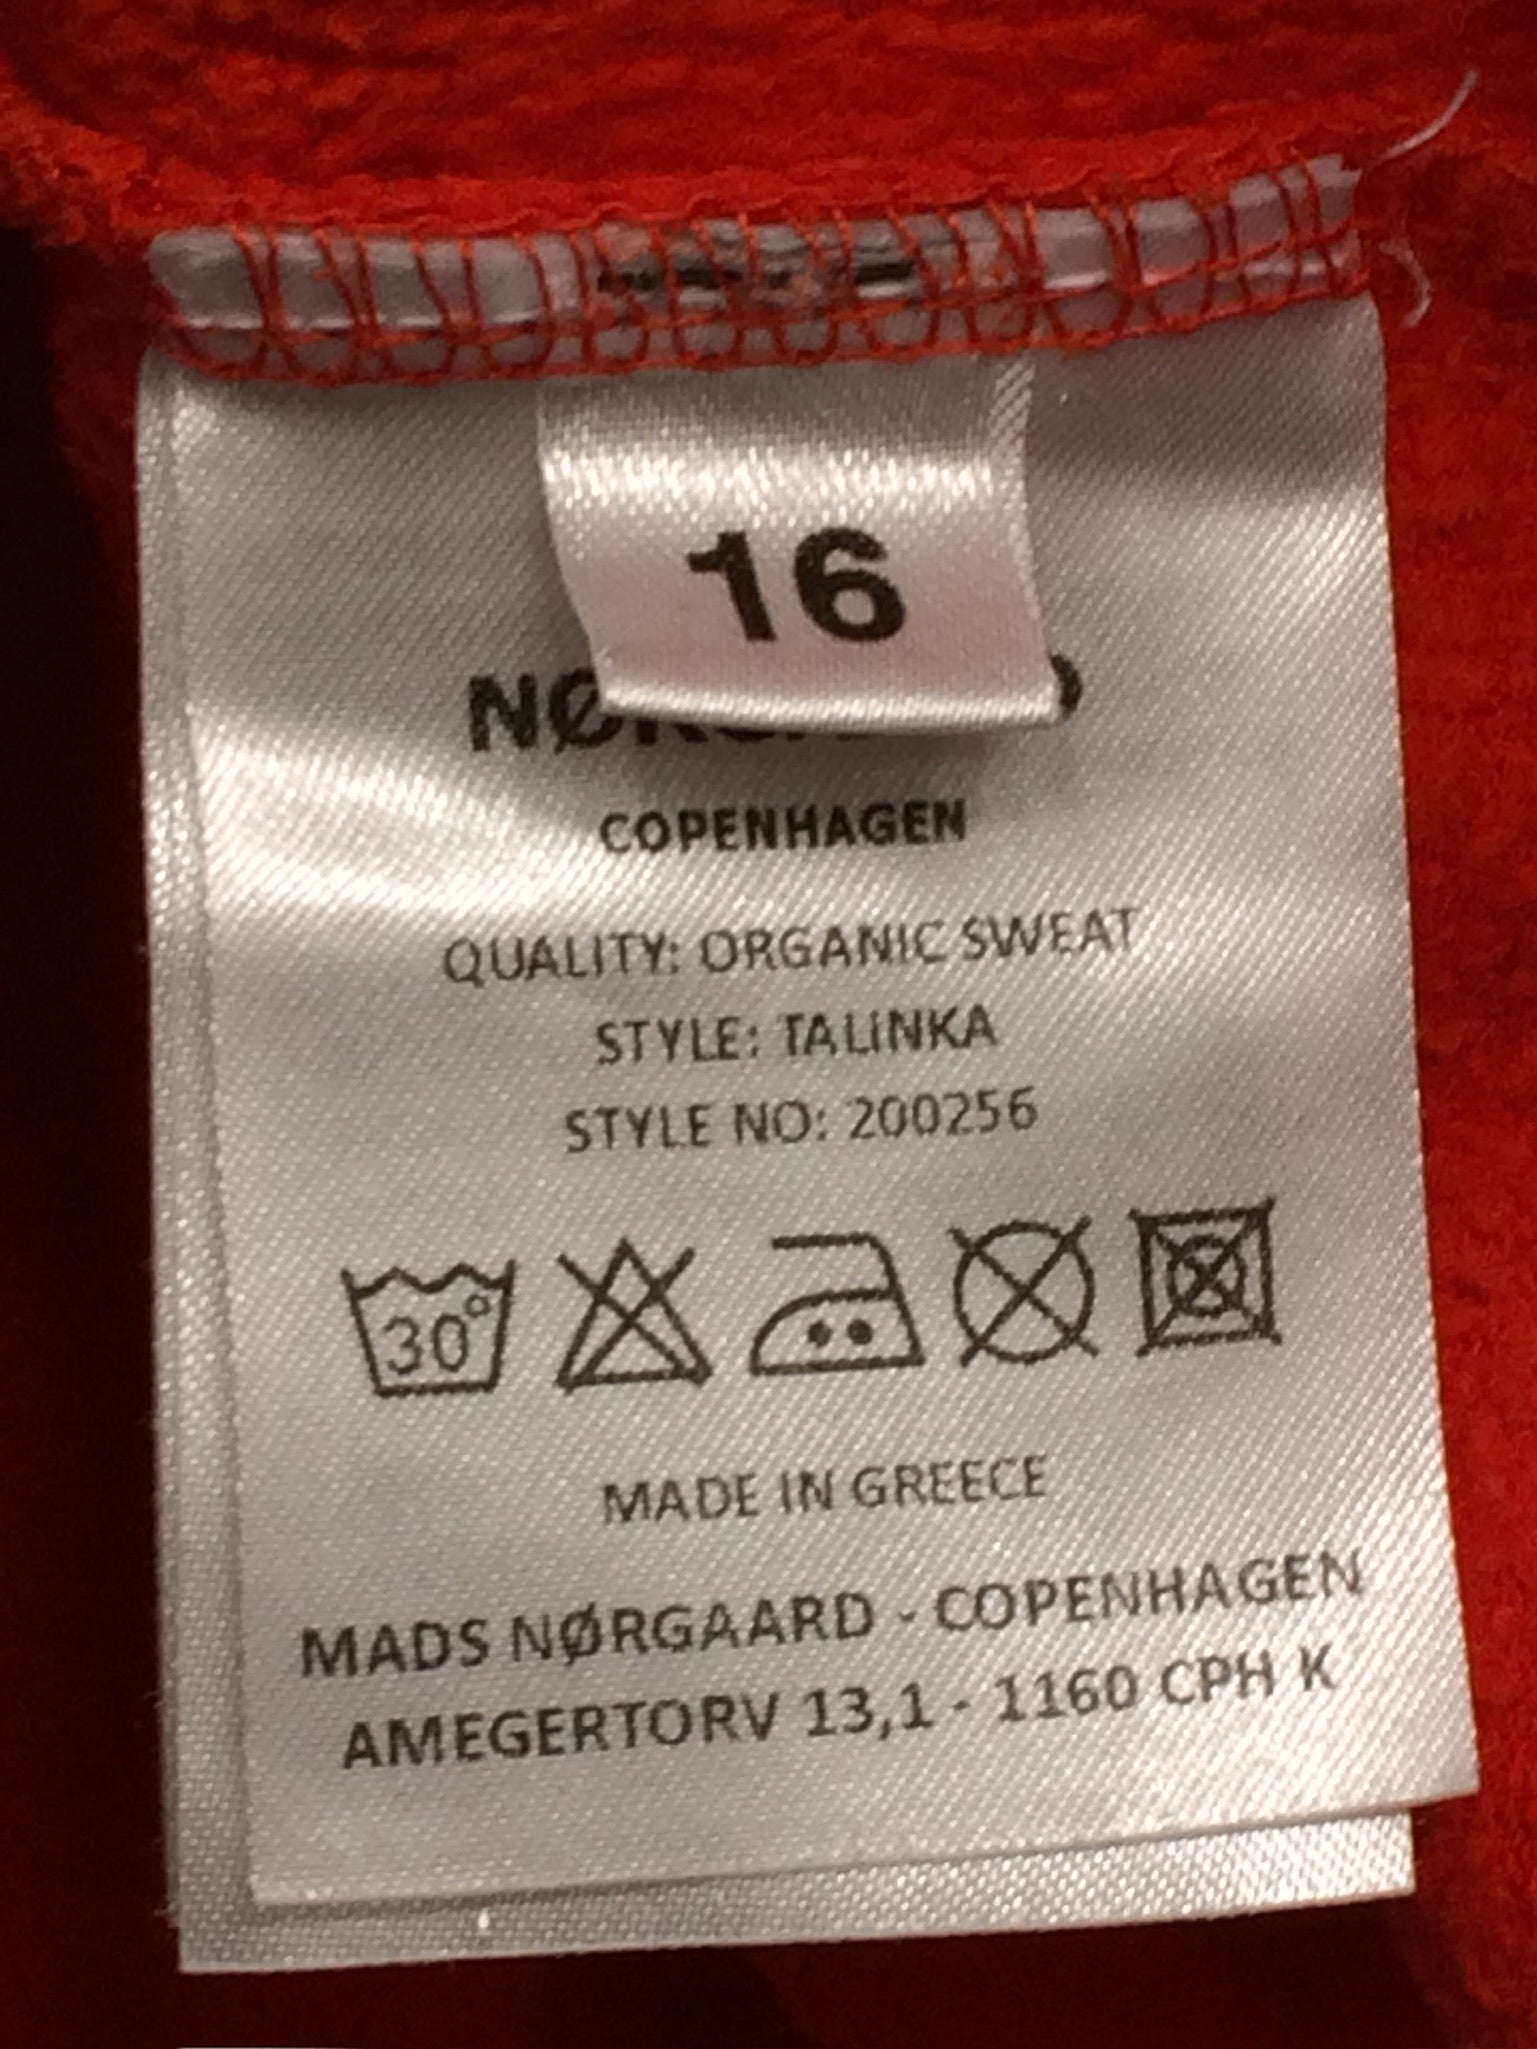 16
COPENHAGEN
QUALITY: ORGANIC SWEAT
STYLE: TALINKA
STYLE NO: 200256
30°
MADE IN GREECE
MADS NØRGAARD - COPENHAGEN
AMEGERTORV 13,1 - 1160 CPH K